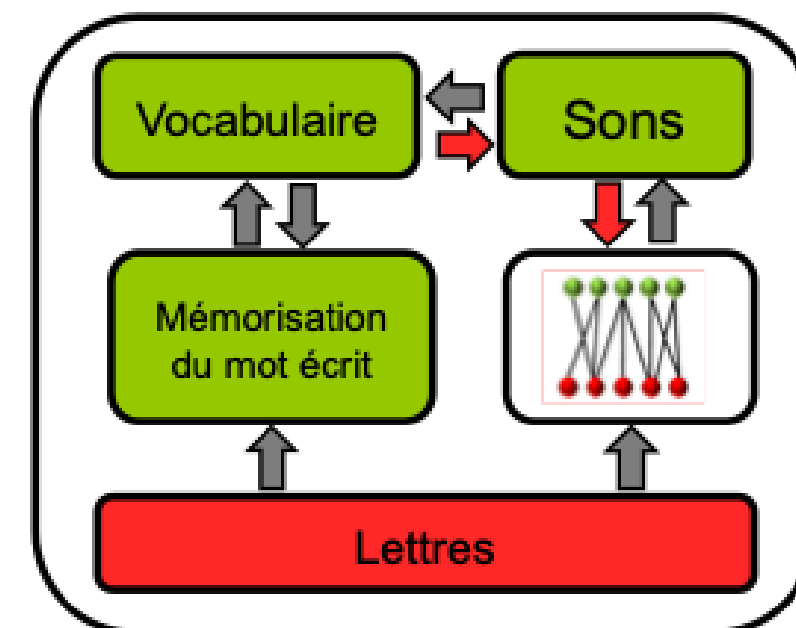 Vocabulaire
Sons
Mémorisation
du mot écrit
Lettres